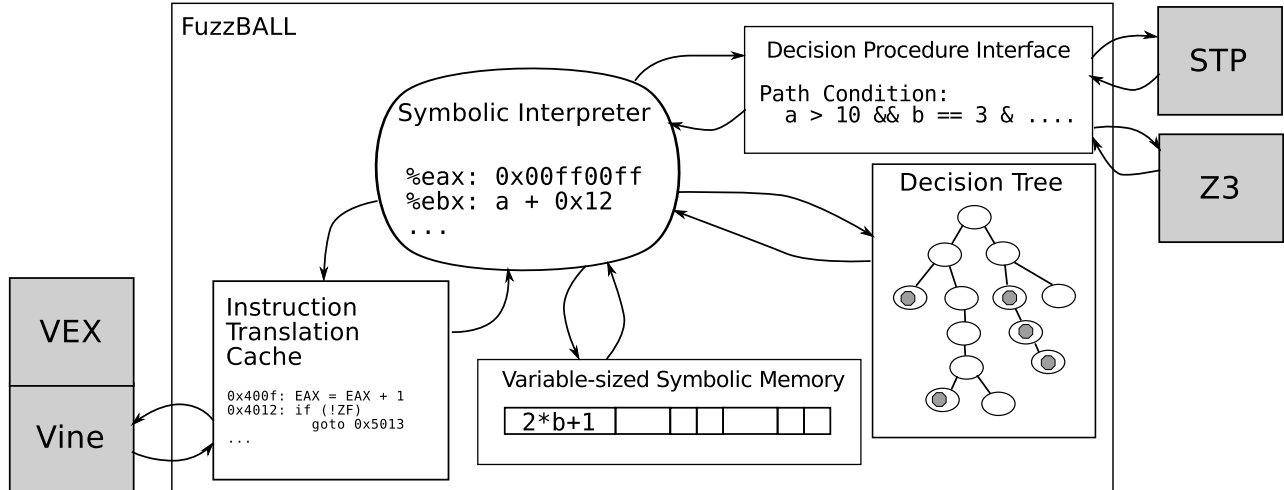 FuzzBALL
Decision Procedure Interface
Path Condition:
a > 10 && b == 3 & ....
STP
Z3
Symbolic Interpreter
%eax: 0x00ff00ff
%ebx: a + 0x12
...
Decision Tree
VEX
Vine
Instruction
Translation
Cache
0x400f: EAX = EAX + 1
0x4012: if (!ZF)
goto 0x5013
...
Variable-sized Symbolic Memory
2*b+1